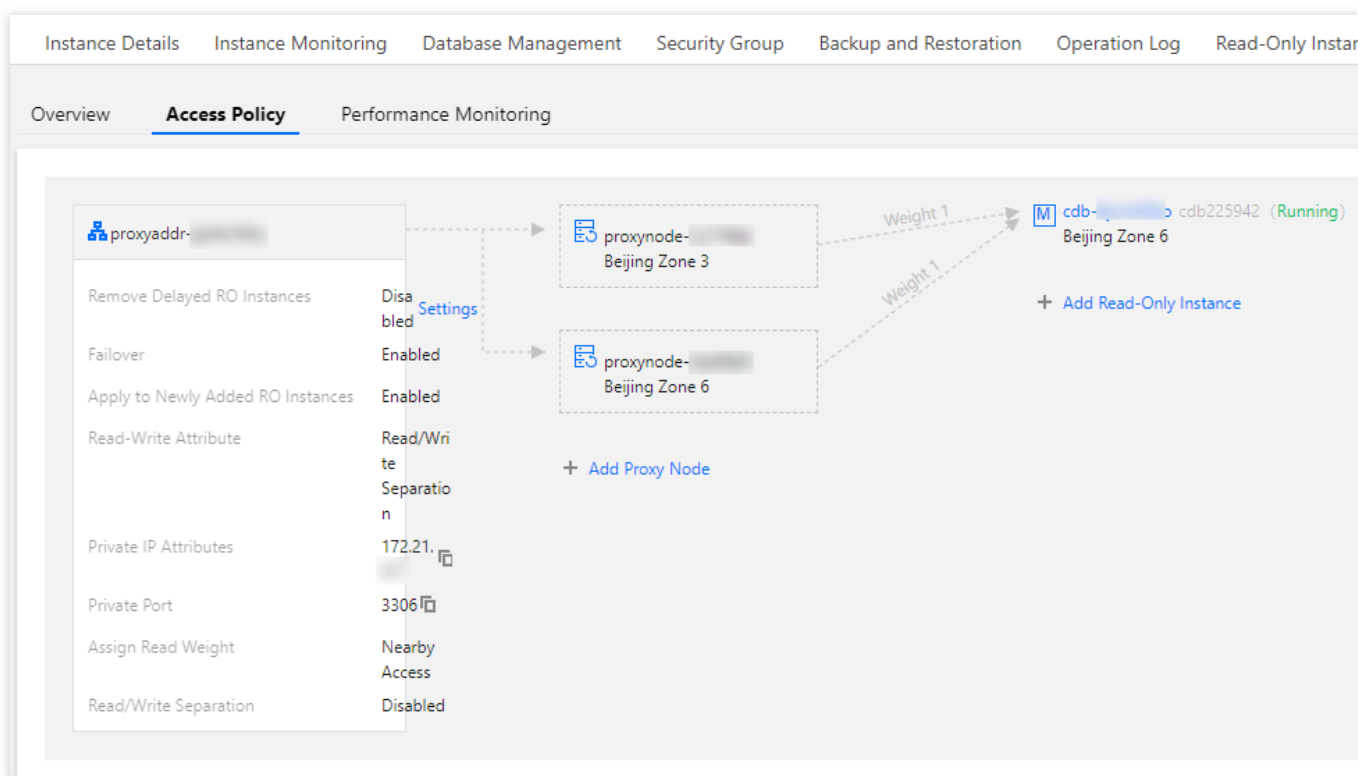 Instance Details Instance Monitoring Database Management Security Group Backup and Restoration Operation Log Read-Only Instar
Overview Access Policy Performance Monitoring
proxyaddr-
Remove Delayed RO Instances Disa
bled Settings
Failover Enabled
Apply to Newly Added RO Instances Enabled
Read-Write Attribute Read/Wri
te
Separatio
n
Private IP Attributes 172.21.
Private Port 3306
Assign Read Weight Nearby
Access
Read/Write Separation Disabled
proxynode-
Beijing Zone 3
proxynode-
Beijing Zone 6
+ Add Proxy Node
Weight 1
Weight 1
M cdb- o cdb225942 (Running)
Beijing Zone 6
+ Add Read-Only Instance